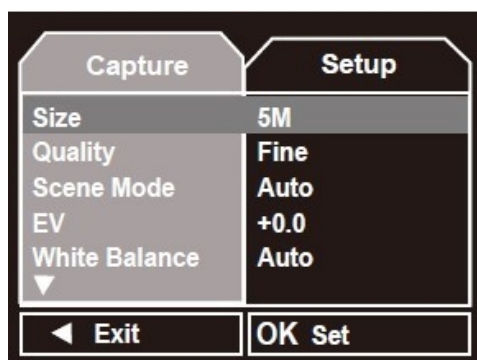 Capture Setup
Size 5M
Quality Fine
Scene Mode Auto
EV +0.0
White Balance Auto
Exit OK Set